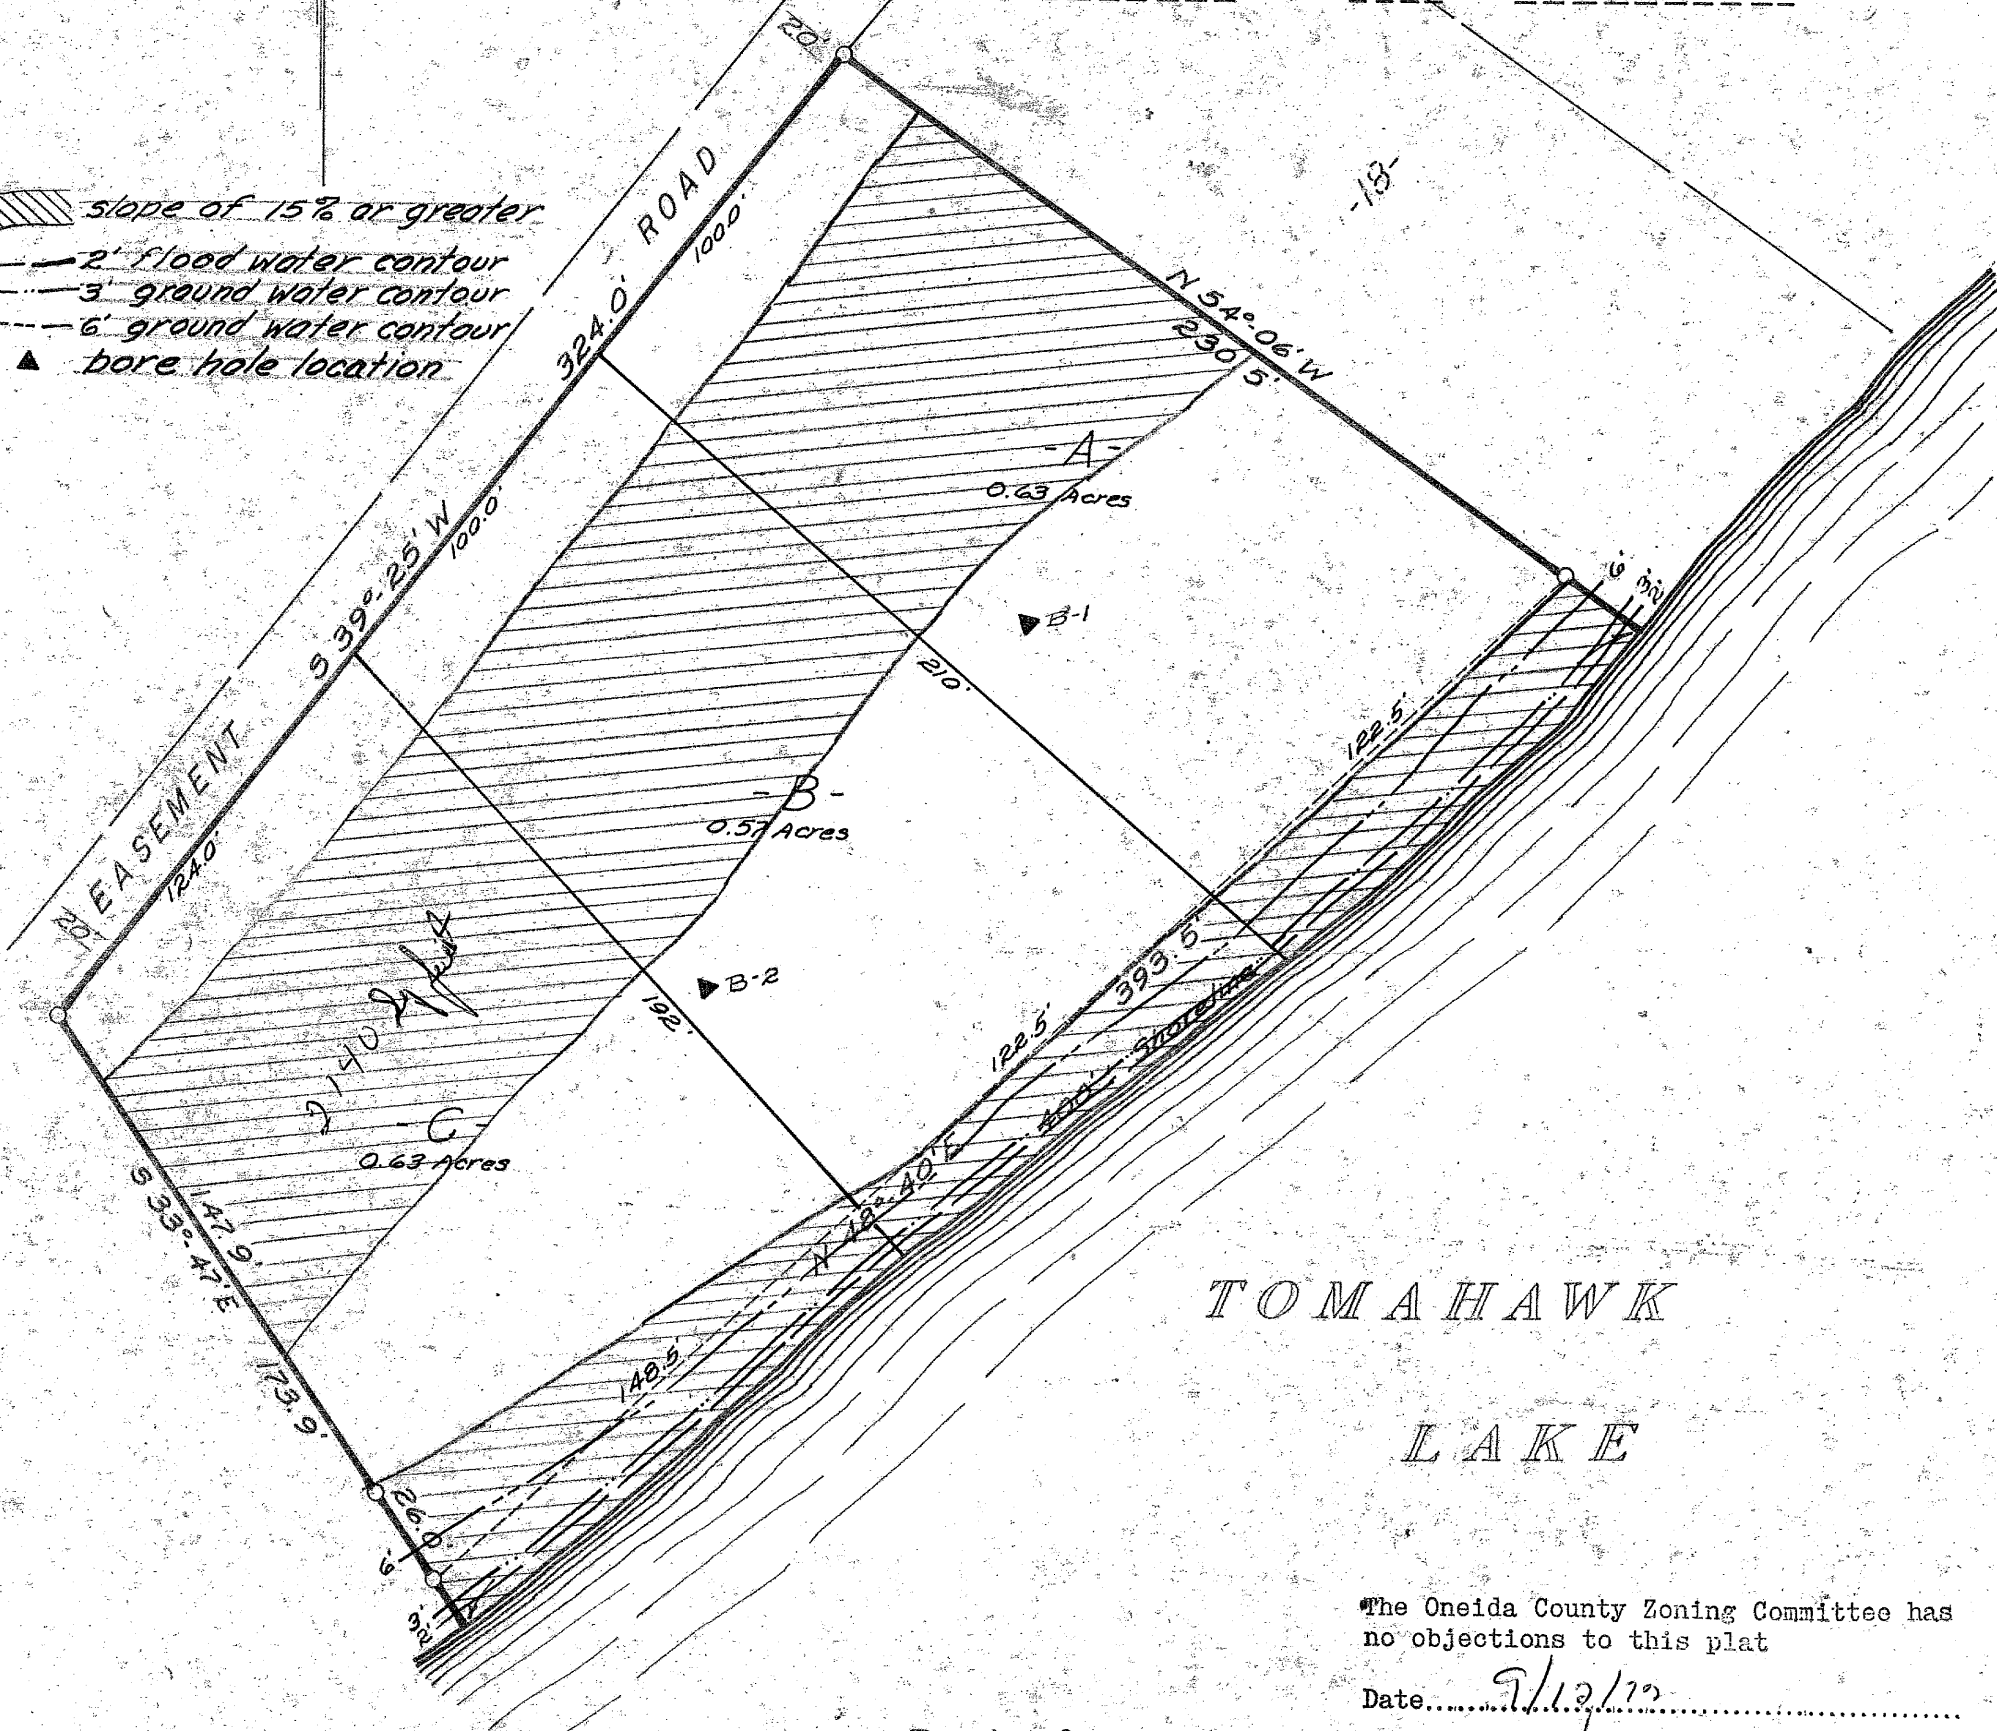 20'
-18-
slope of 15% or greater
2' flood water contour
3' ground water contour
6' ground water contour
bore hole location
ROAD
100.0'
324.0'
N 54°-06' W
230.5'
-A-
0.63 Acres
S 39°-25' W
100.0'
B-1
6'
3'
2'
210'
122.5'
EASEMENT
124.0'
20'
-B-
0.57 Acres
B-2
192'
393.5'
122.5'
400' Shoreline
N 48°-40' E
-C-
0.63 Acres
S 33°-47' E
147.9'
173.9'
148.5'
26.0'
6'
3'
2'
TOMAHAWK
LAKE
The Oneida County Zoning Committee has
no objections to this plat
Date